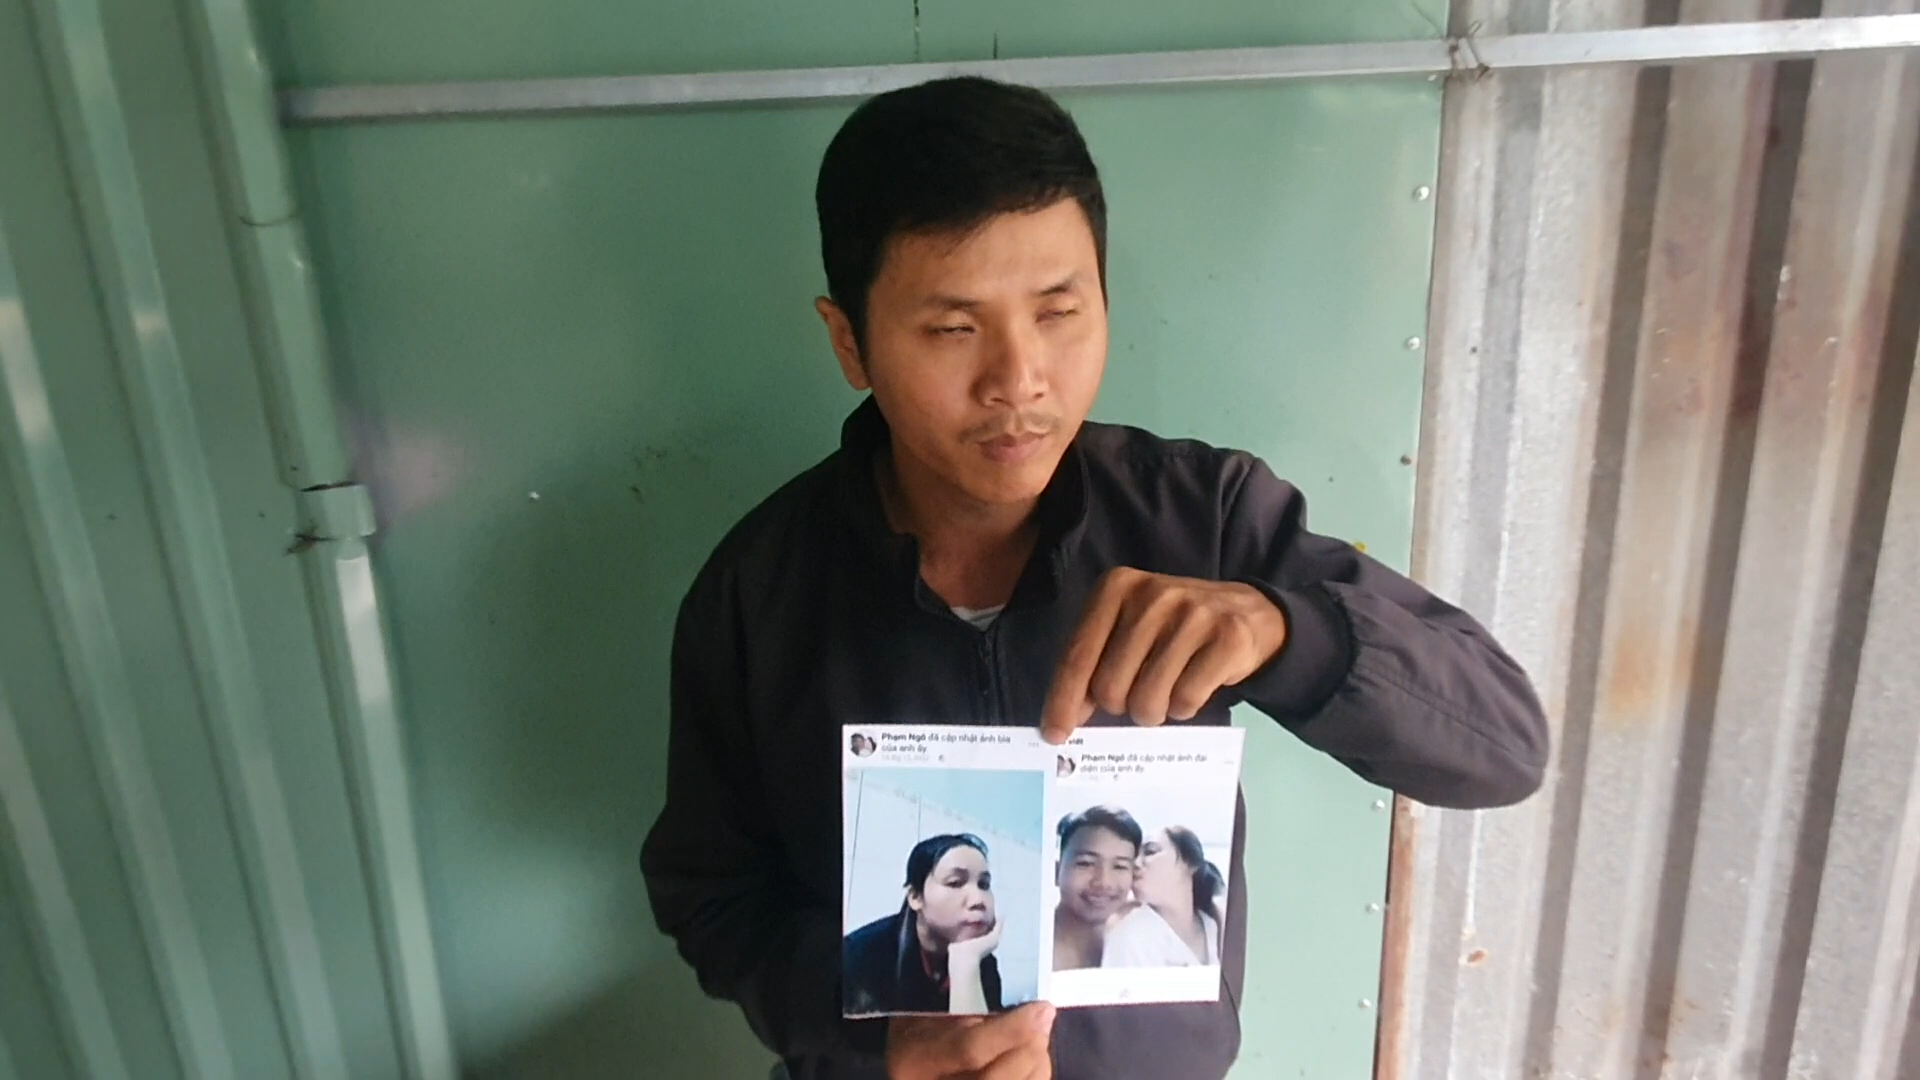 Phạm Ngô đã cập nhật ảnh bìa
của anh ấy.
viết
Phạm Ngô đã cập nhật ảnh đại
diện của anh ấy.